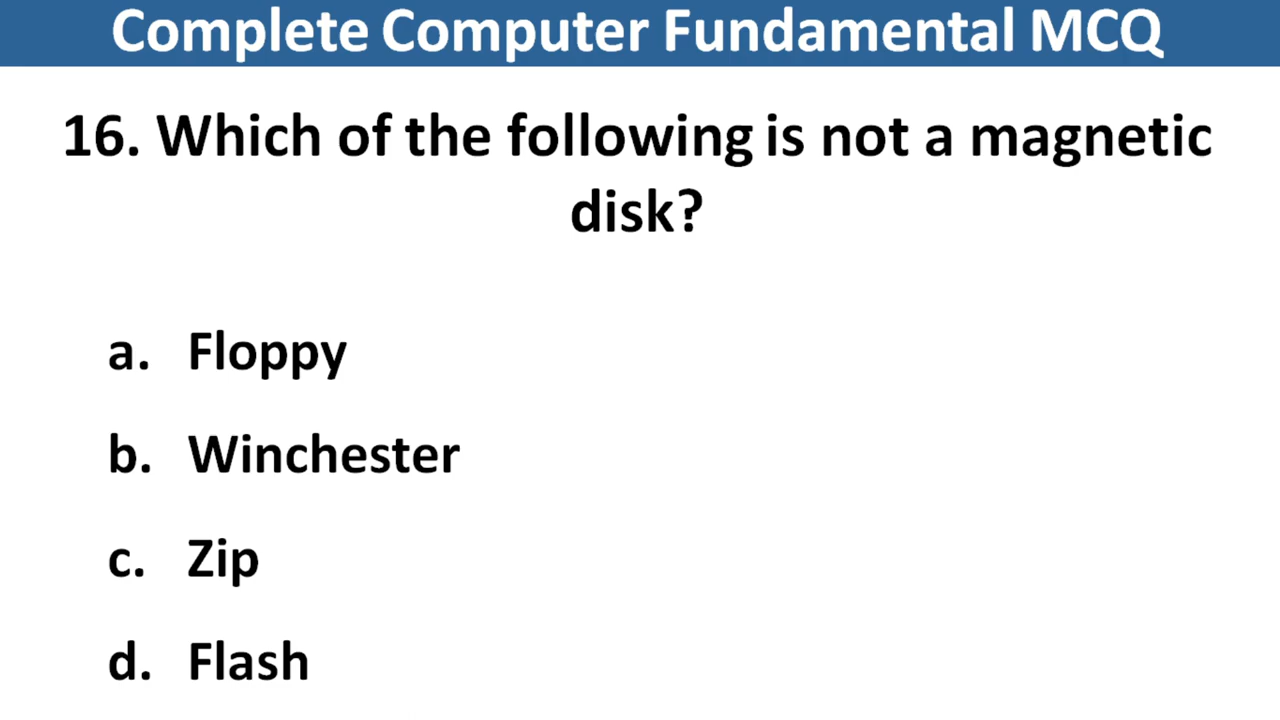 Complete Computer Fundamental MCQ
16. Which of the following is not a magnetic
disk?
a. Floppy
b. Winchester
c. Zip
d. Flash